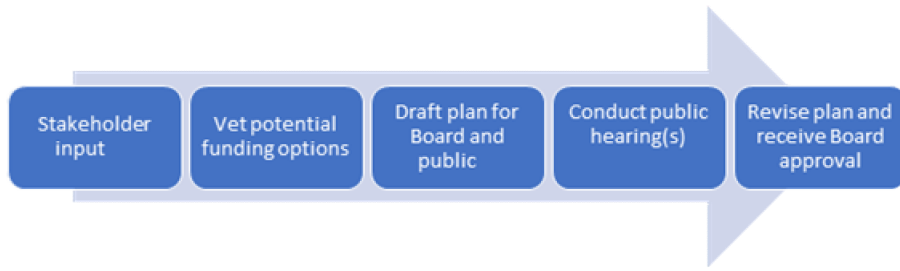 Stakeholder
input
Vet potential
funding options
Draft plan for
Board and
public
Conduct public
hearing(s)
Revise plan and
receive Board
approval